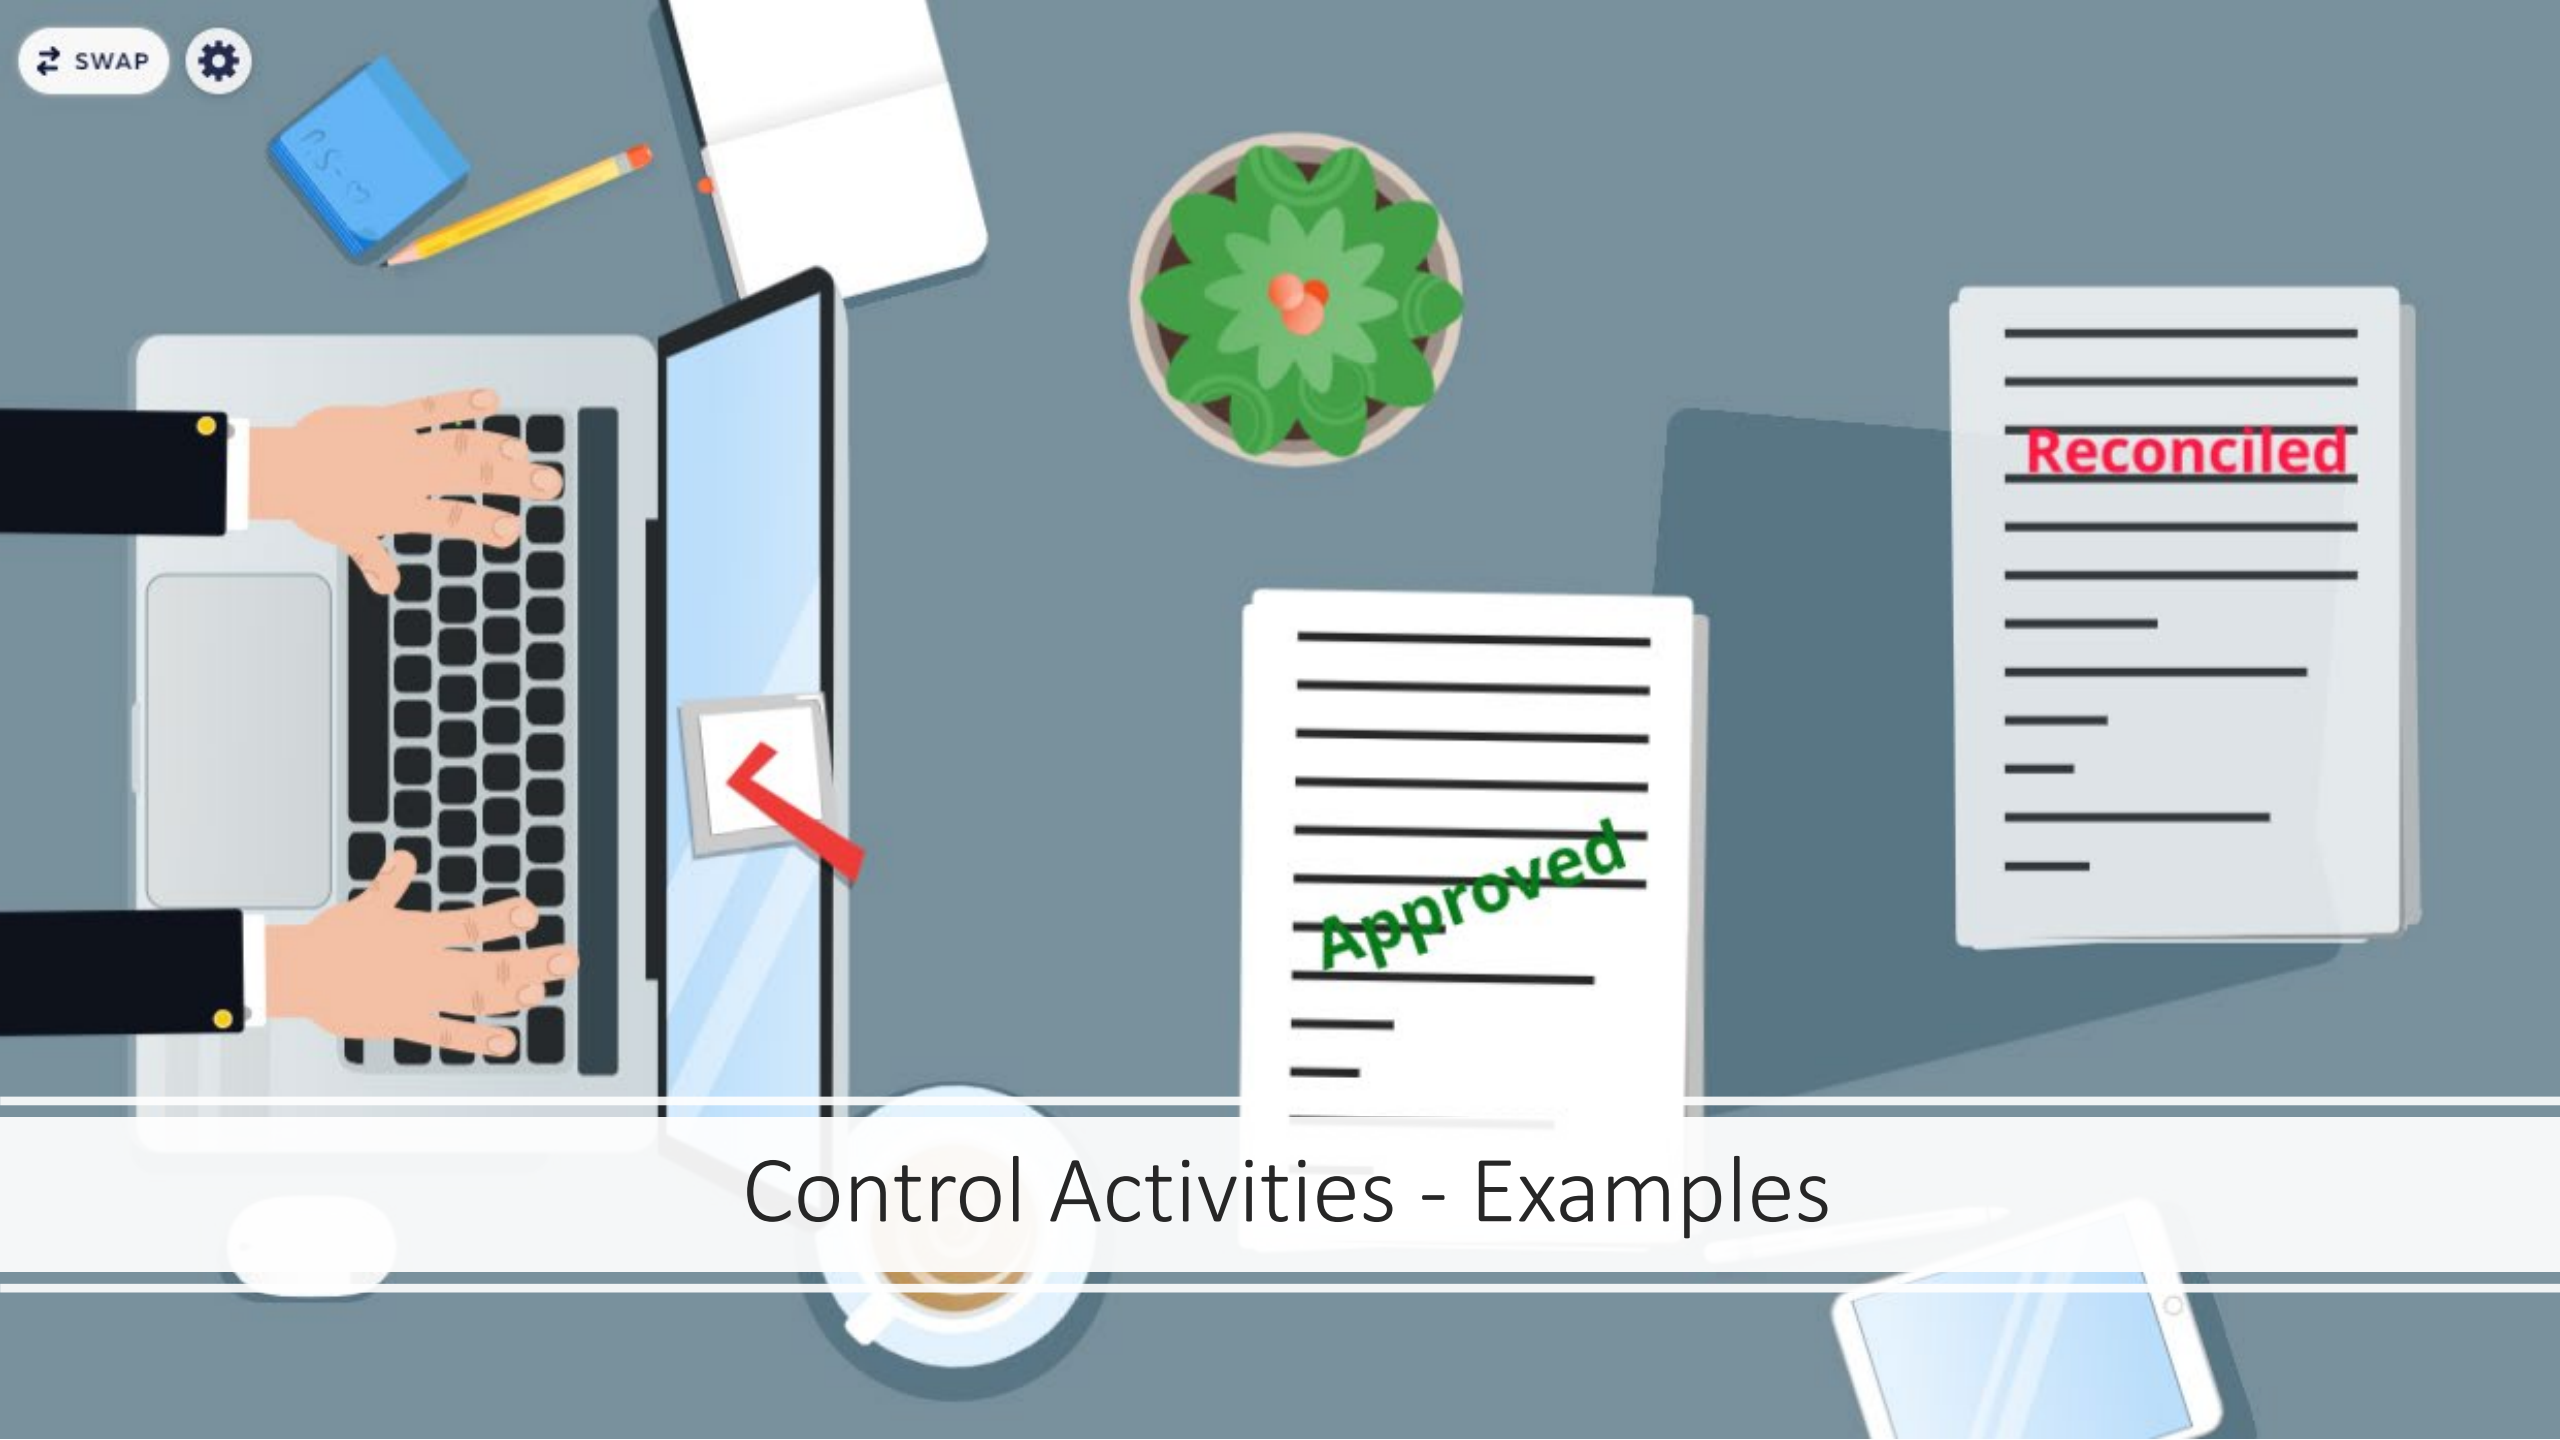 SWAP
P.S-
Reconciled
Approved
Control Activities - Examples